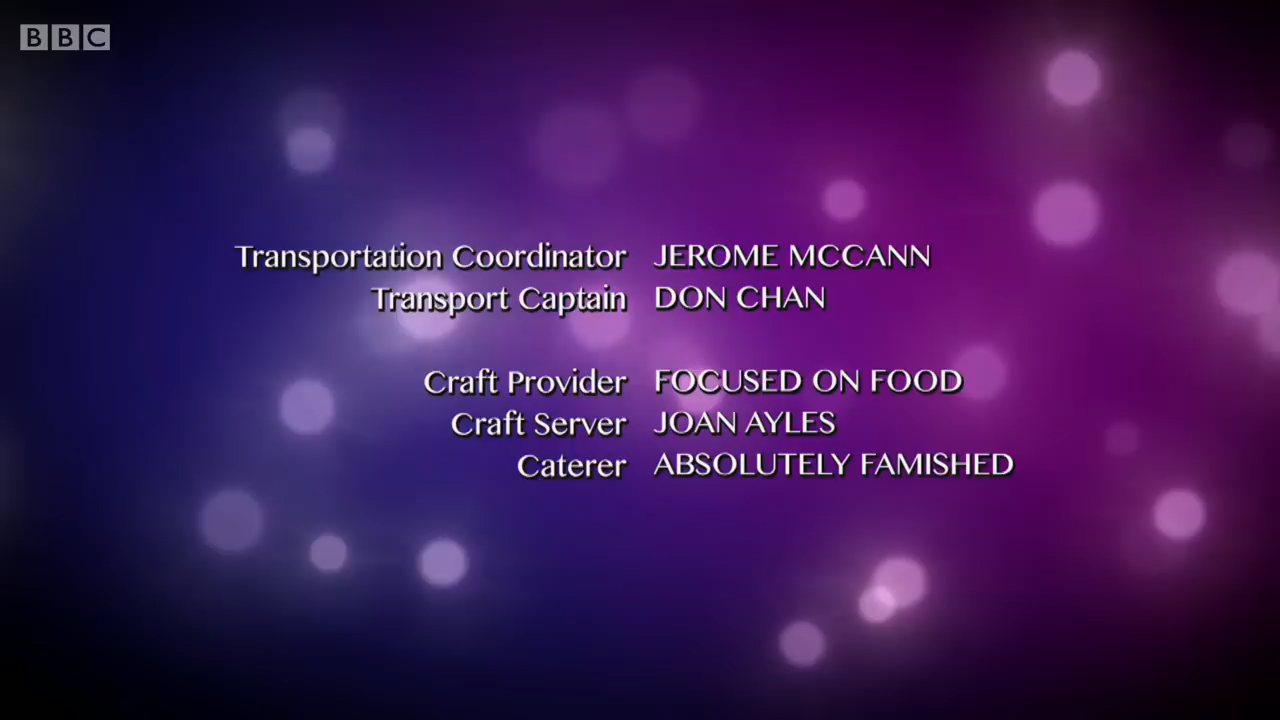 BBC
Transportation Coordinator JEROME MCCANN
Transport Captain DON CHAN
Craft Provider FOCUSED ON FOOD
Craft Server JOAN AYLES
Caterer ABSOLUTELY FAMISHED